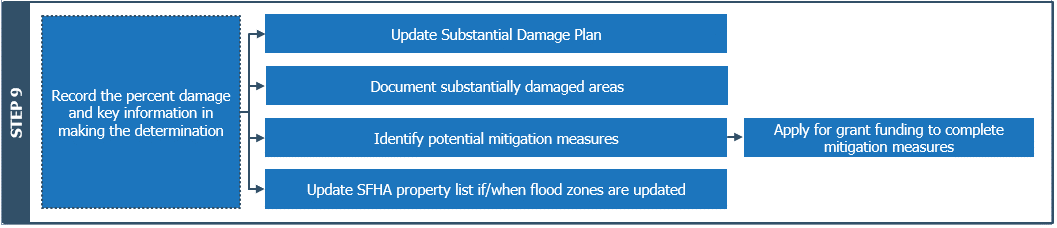 STEP 9
Record the percent damage
and key information in
making the determination
Update Substantial Damage Plan
Document substantially damaged areas
Identify potential mitigation measures
Update SFHA property list if/when flood zones are updated
Apply for grant funding to complete
mitigation measures